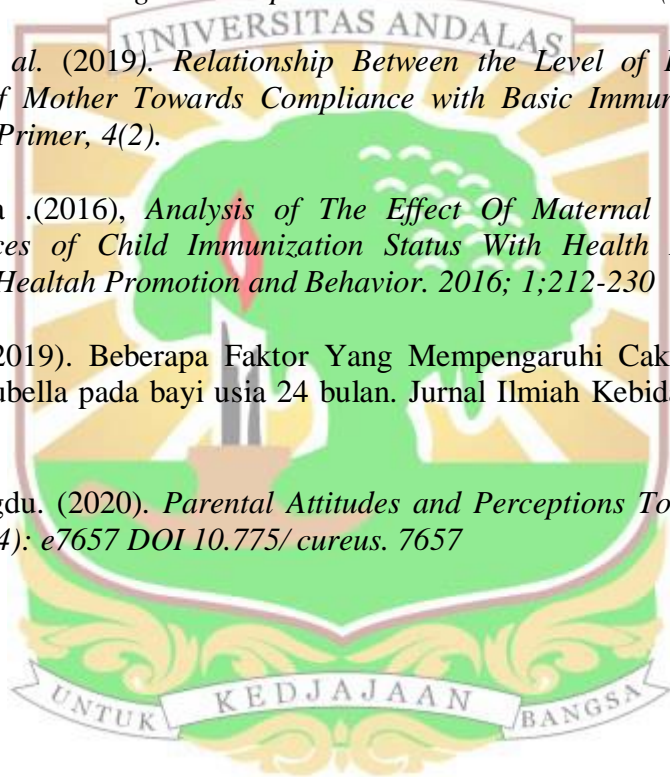 UNIVERSITAS ANDALAS
al. (2019). Relationship Between the Level of
Mother Towards Compliance with Basic Immun
Primer, 4(2).
a .(2016), Analysis of The Effect Of Maternal
ces of Child Immunization Status With Health
Healtah Promotion and Behavior. 2016; 1;212-230
2019). Beberapa Faktor Yang Mempengaruhi Cak
ubella pada bayi usia 24 bulan. Jurnal Ilmiah Kebid
gdu. (2020). Parental Attitudes and Perceptions To
4): e7657 DOI 10.775/ cureus. 7657
UNTUK KEDJAJAAN BANGSA